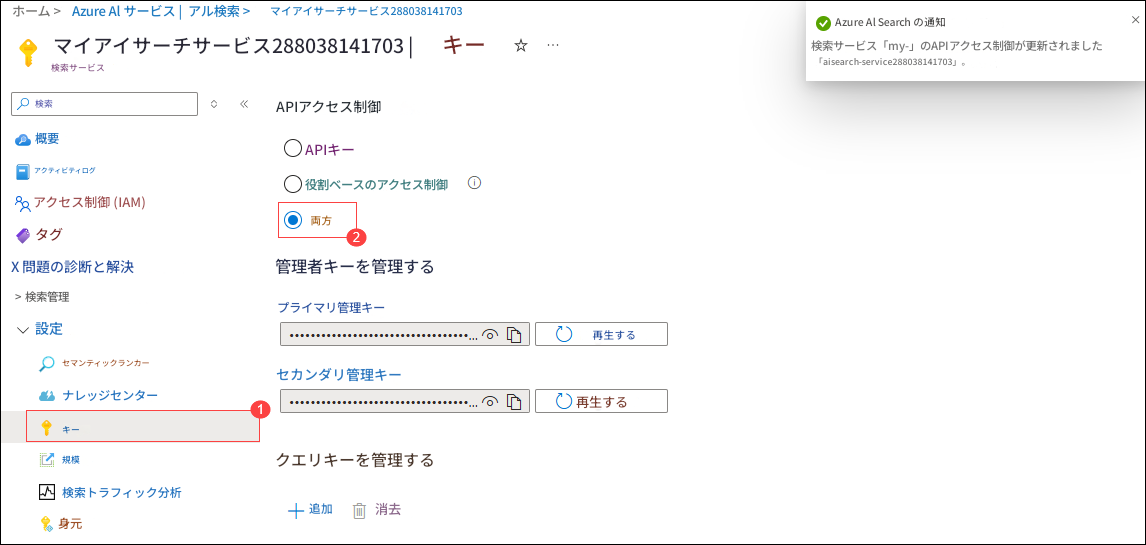 ホーム > Azure AI サービス | アル検索 > マイアイサーチサービス288038141703
マイアイサーチサービス288038141703 | キー ☆ …
検索サービス
Azure AI Search の通知
検索サービス「my-」のAPIアクセス制御が更新されました
「aisearch-service288038141703」。
検索
APIアクセス制御
概要
APIキー
アクティビティログ
役割ベースのアクセス制御
アクセス制御 (IAM)
両方
2
タグ
管理者キーを管理する
X 問題の診断と解決
> 検索管理
プライマリ管理キー
設定
再生する
セマンティックランカー
セカンダリ管理キー
ナレッジセンター
再生する
1
キー
規模
クエリキーを管理する
検索トラフィック分析
追加 消去
身元